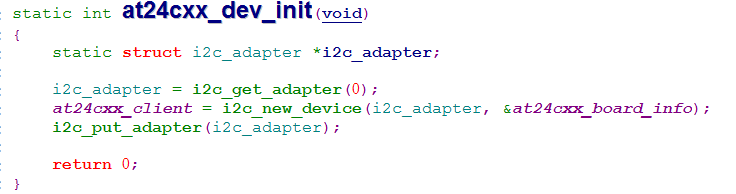 static int at24cxx_dev_init(void)
{
    static struct i2c_adapter *i2c_adapter;
    i2c_adapter = i2c_get_adapter(0);
    at24cxx_client = i2c_new_device(i2c_adapter, &at24cxx_board_info);
    i2c_put_adapter(i2c_adapter);
    return 0;
}